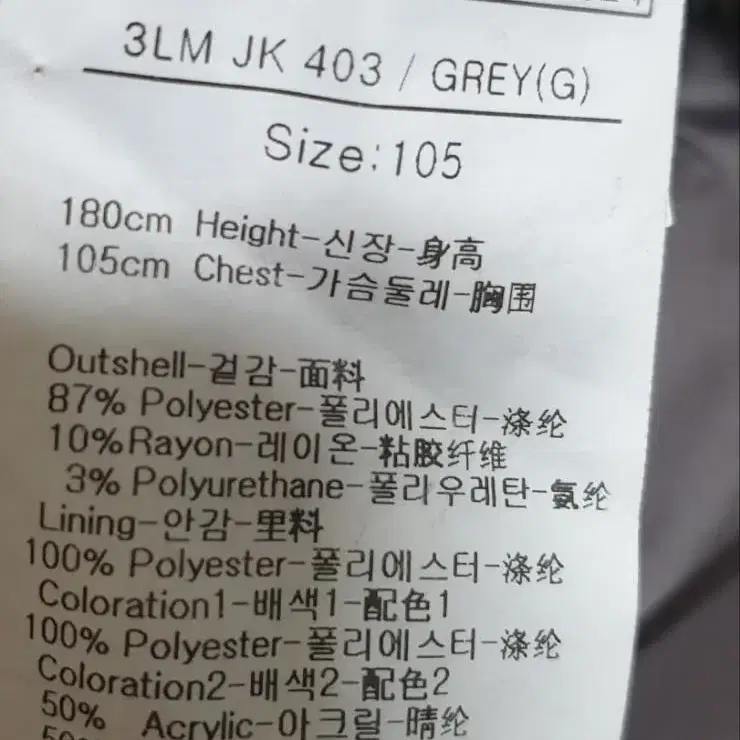 3LM JK 403 / GREY(G)
Size:105
180cm Height-신장-身高
105cm Chest-가슴둘레-胸围
Outshell-겉감-面料
87% Polyester-폴리에스터-涤纶
10%Rayon-레이온-粘胶纤维
3% Polyurethane-폴리우레탄-氨纶
Lining-안감-里料
100% Polyester-폴리에스터-涤纶
Coloration1-배색1-配色1
100% Polyester-폴리에스터-涤纶
Coloration2-배색2-配色2
50% Acrylic-아크릴-晴纶